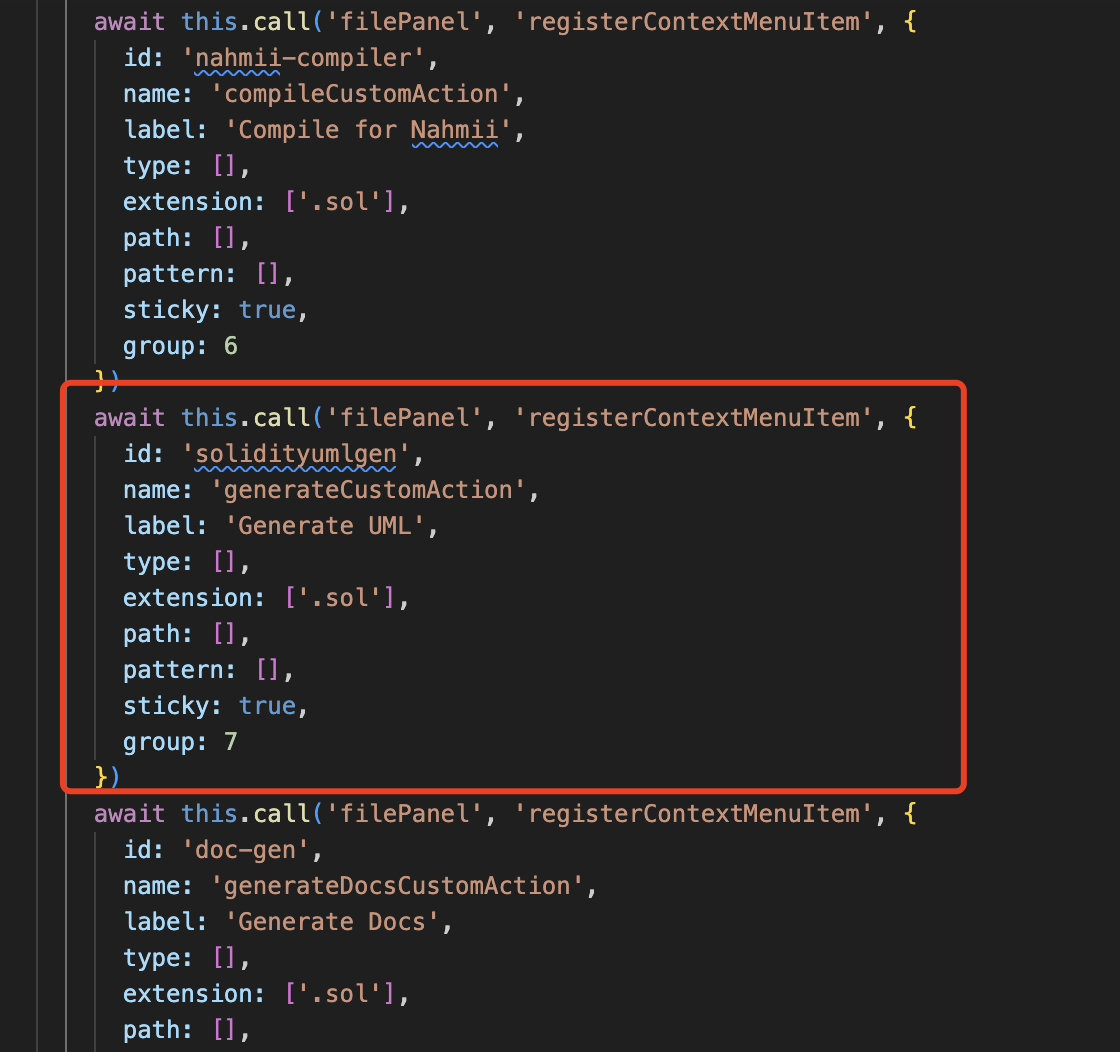 await this.call('filePanel', 'registerContextMenuItem', {
id: 'nahmii-compiler',
name: 'compileCustomAction',
label: 'Compile for Nahmii',
type: [],
extension: ['.sol'],
path: [],
pattern: [],
sticky: true,
group: 6
})
await this.call('filePanel', 'registerContextMenuItem', {
id: 'solidityumlgen',
name: 'generateCustomAction',
label: 'Generate UML',
type: [],
extension: ['.sol'],
path: [],
pattern: [],
sticky: true,
group: 7
})
await this.call('filePanel', 'registerContextMenuItem', {
id: 'doc-gen',
name: 'generateDocsCustomAction',
label: 'Generate Docs',
type: [],
extension: ['.sol'],
path: [],